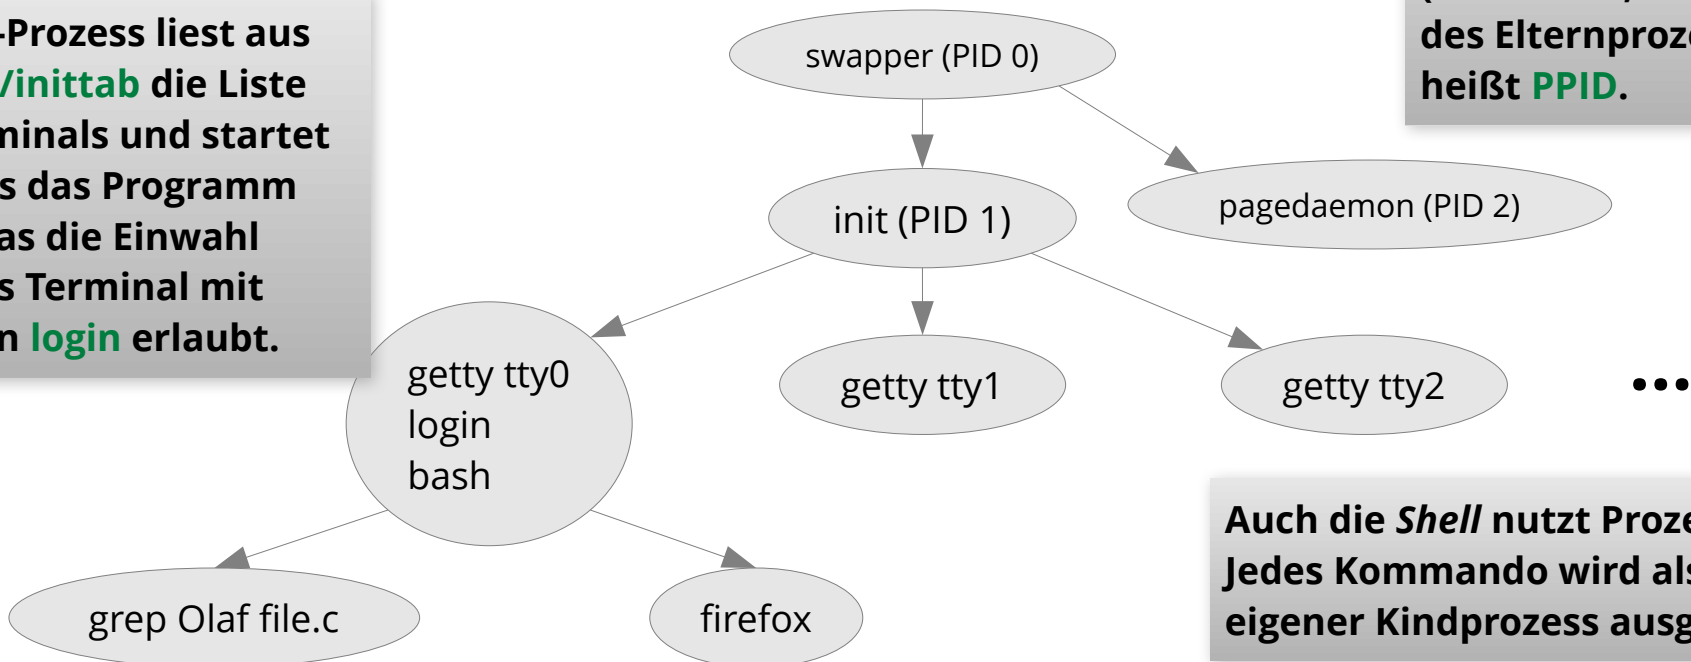 -Prozess liest aus
/inittab die Liste
minals und startet
s das Programm
as die Einwahl
s Terminal mit
n login erlaubt.
swapper (PID 0)
des Elternproze
heißt PPID.
init (PID 1)
pagedaemon (PID 2)
getty tty0
login
bash
getty tty1
getty tty2
...
grep Olaf file.c
firefox
Auch die Shell nutzt Proze
Jedes Kommando wird als
eigener Kindprozess ausg